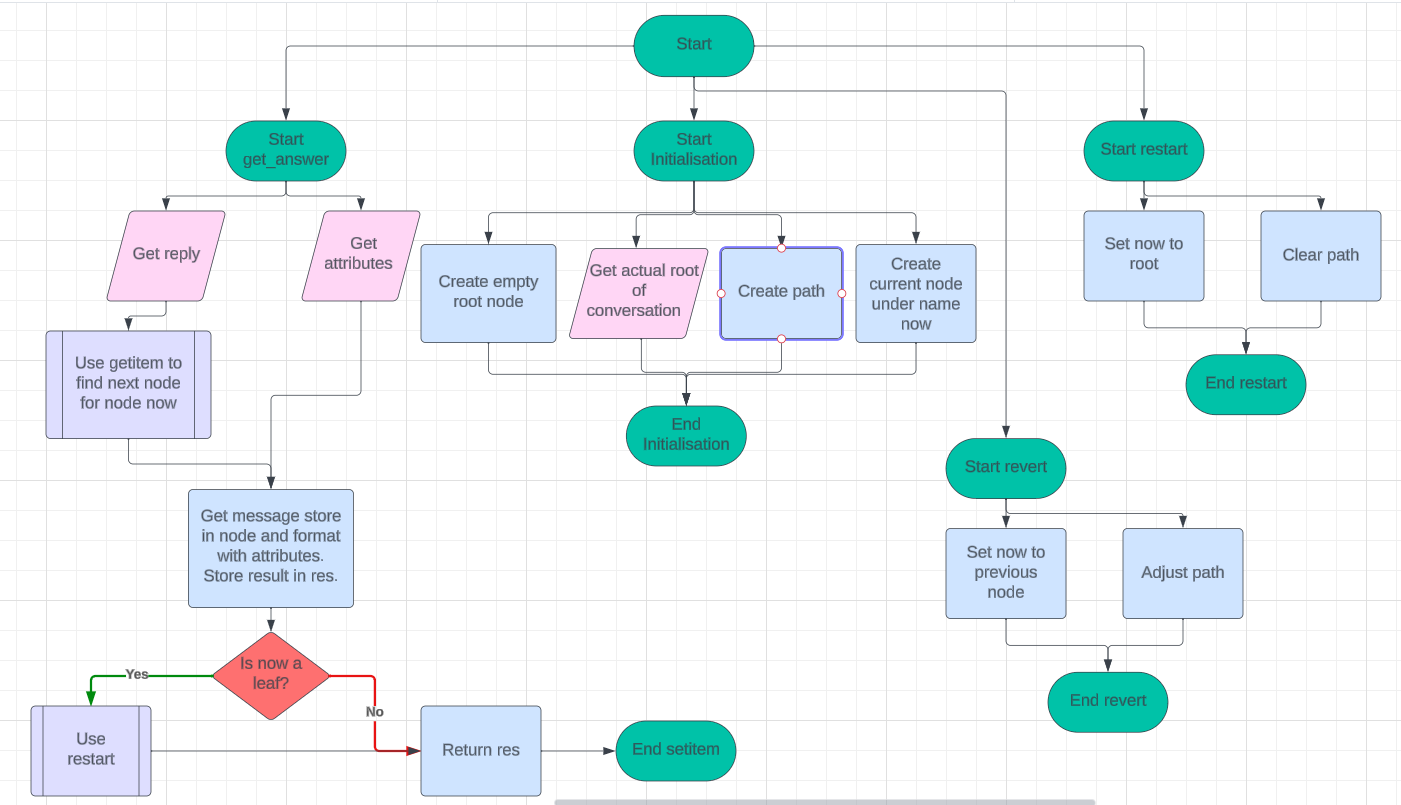 Start
Start
get_answer
Start
Initialisation
Start restart
Get reply
Get
attributes
Create empty
root node
Get actual root
of
conversation
Create path
Create
current node
under name
now
Set now to
root
Clear path
Use getitem to
find next node
for node now
End
Initialisation
End restart
Start revert
Get message store
in node and format
with attributes.
Store result in res.
Set now to
previous
node
Adjust path
Is now a
leaf?
Yes
No
Use
restart
Return res
End setitem
End revert